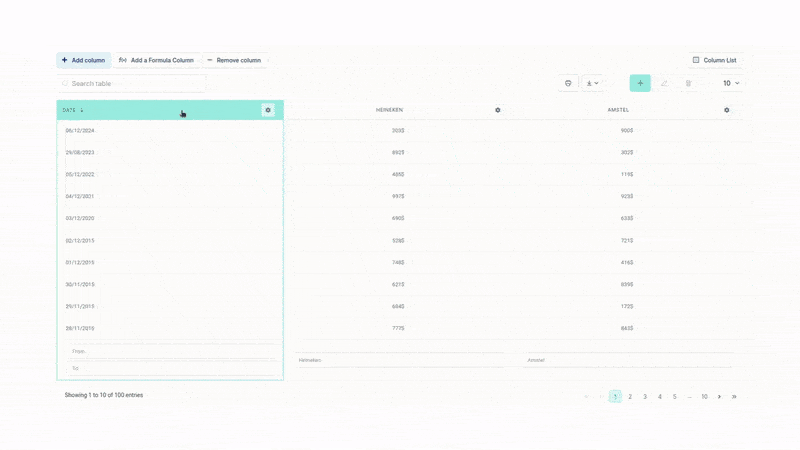 Add column Add a Formula Column Remove column Column List
Search table 10
DATE HEINEKEN AMSTEL
06/12/2024 203$ 900$
29/08/2023 892$ 302$
05/12/2022 485$ 119$
04/12/2021 997$ 923$
03/12/2020 690$ 633$
02/12/2015 528$ 721$
01/12/2015 748$ 416$
30/11/2015 621$ 839$
29/11/2015 684$ 170$
28/11/2015 777$ 843$
From
To Heineken Amstel
Showing 1 to 10 of 100 entries 1 2 3 4 5 ... 10